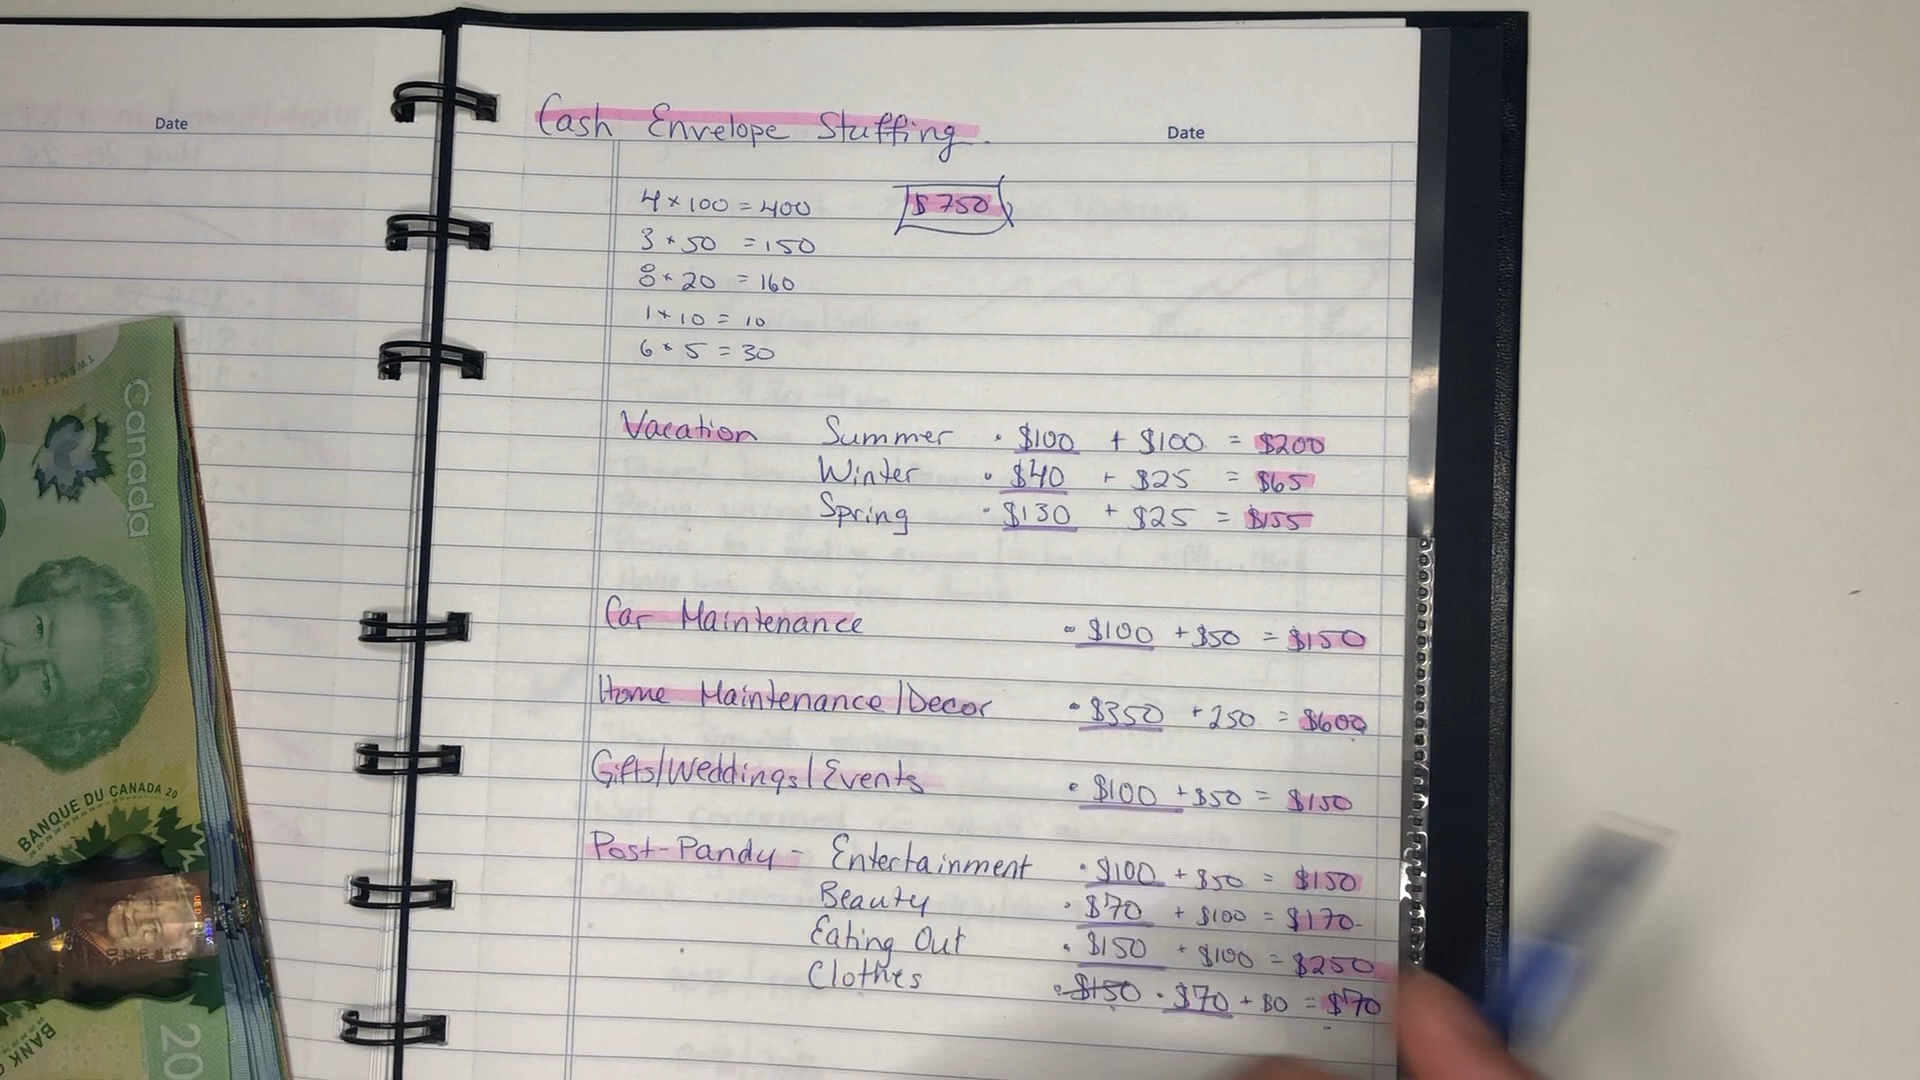 Date
Cash Envelope Stuffing.
Date
4 × 100 = 400
$750
3 × 50 = 150
8 × 20 = 160
1 × 10 = 10
6 × 5 = 30
Vacation Summer • $100 + $100 = $200
Winter • $40 + $25 = $65
Spring • $130 + $25 = $155
Car Maintenance • $100 + $50 = $150
Home Maintenance/Decor • $350 + 250 = $600
Gifts/Weddings/Events • $100 + $50 = $150
Post-Pandy - Entertainment • $100 + $50 = $150
Beauty • $70 + $100 = $170
Eating Out • $150 + $100 = $250
Clothes • $150 • $70 + $0 = $70
TWENTY • VIN
Canada
BANQUE DU CANADA 20
20
BANK